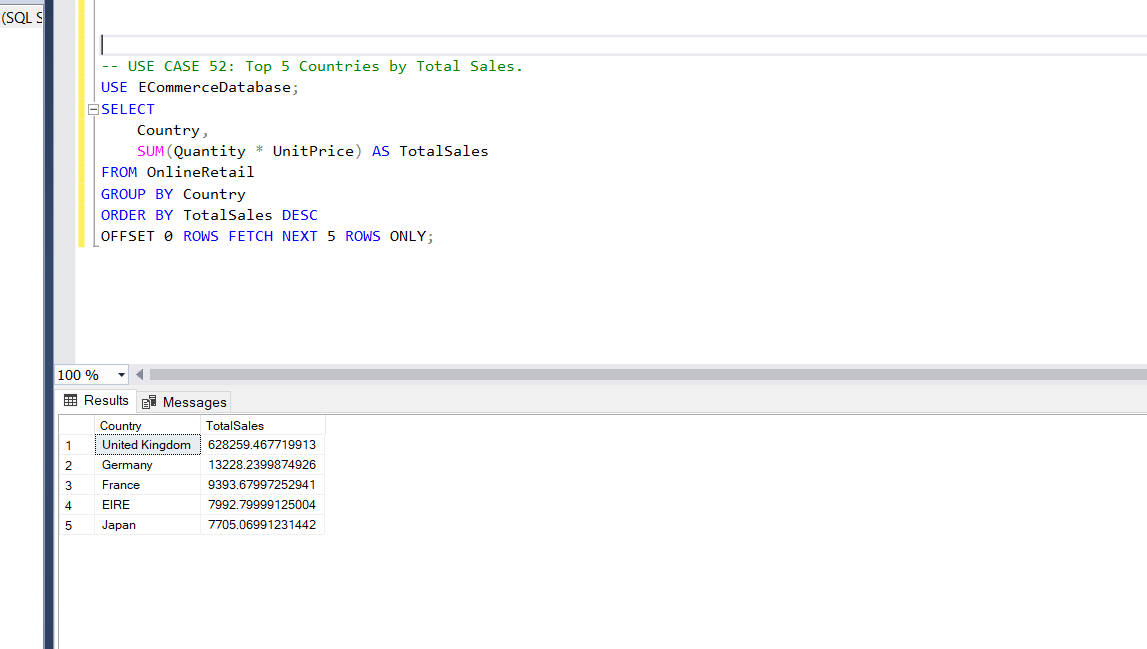 (SQL S
-- USE CASE 52: Top 5 Countries by Total Sales.
USE ECommerceDatabase;
SELECT
Country,
SUM(Quantity * UnitPrice) AS TotalSales
FROM OnlineRetail
GROUP BY Country
ORDER BY TotalSales DESC
OFFSET 0 ROWS FETCH NEXT 5 ROWS ONLY;
100 %
Results Messages
Country TotalSales
1 United Kingdom 628259.467719913
2 Germany 13228.2399874926
3 France 9393.67997252941
4 EIRE 7992.79999125004
5 Japan 7705.06991231442